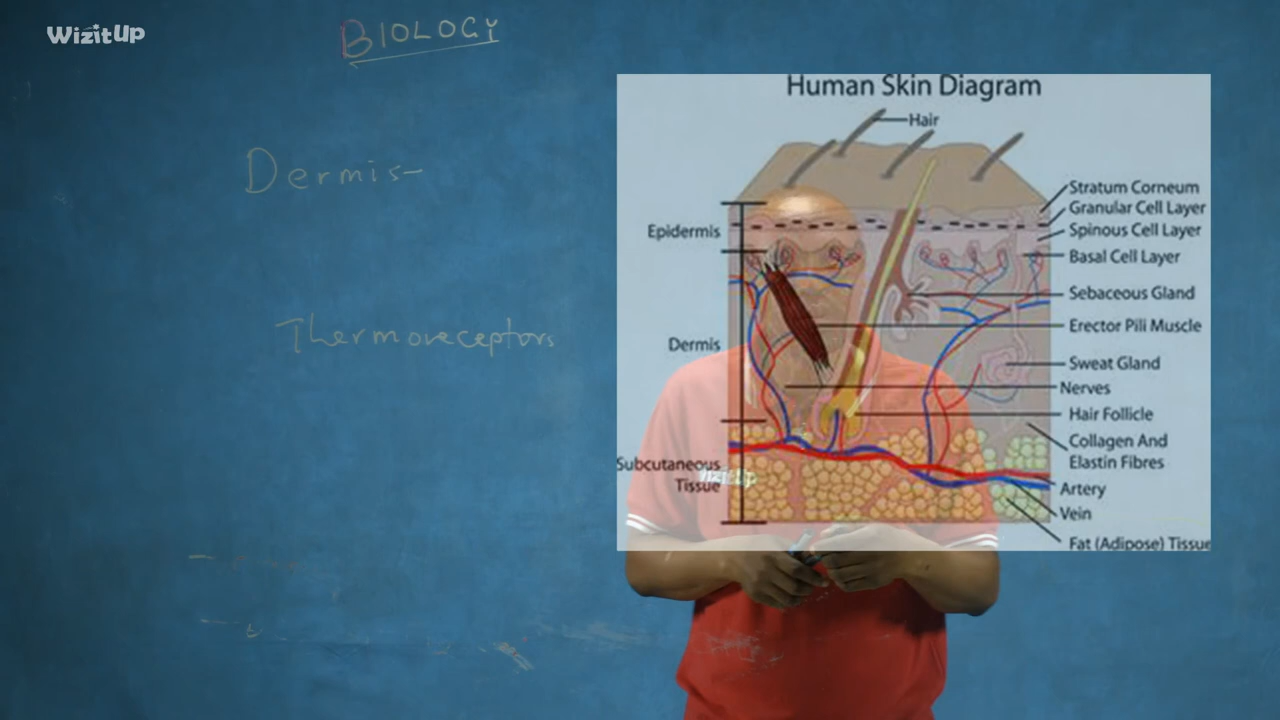 WizitUp
BIOLOGY
Dermis-
Thermoreceptors
Human Skin Diagram
Hair
Stratum Corneum
Granular Cell Layer
Spinous Cell Layer
Basal Cell Layer
Sebaceous Gland
Erector Pili Muscle
Sweat Gland
Nerves
Hair Follicle
Collagen And
Elastin Fibres
Artery
Vein
Fat (Adipose) Tissue
Epidermis
Dermis
Subcutaneous
Tissue
WizitUp